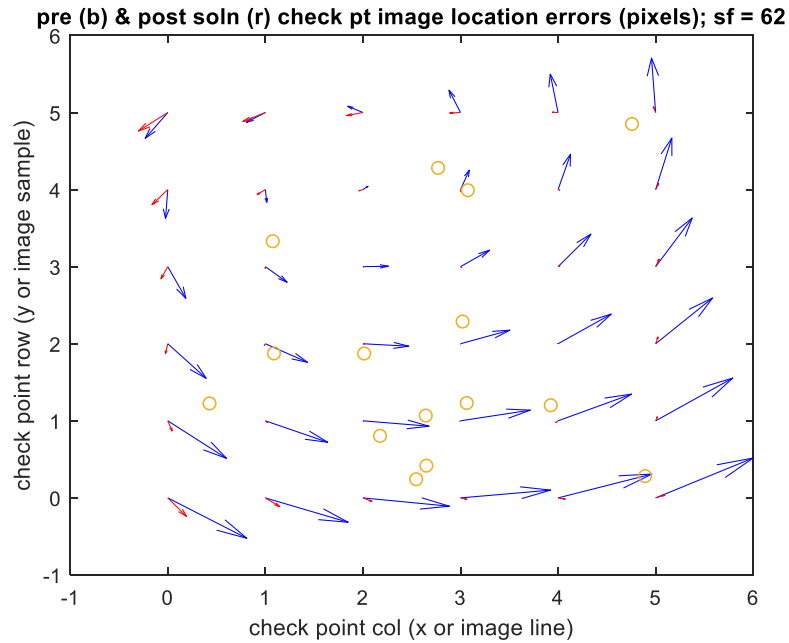 pre (b) & post soln (r) check pt image location errors (pixels); sf = 62
6
5
4
3
2
1
0
-1
check point row (y or image sample)
-1 0 1 2 3 4 5 6
check point col (x or image line)